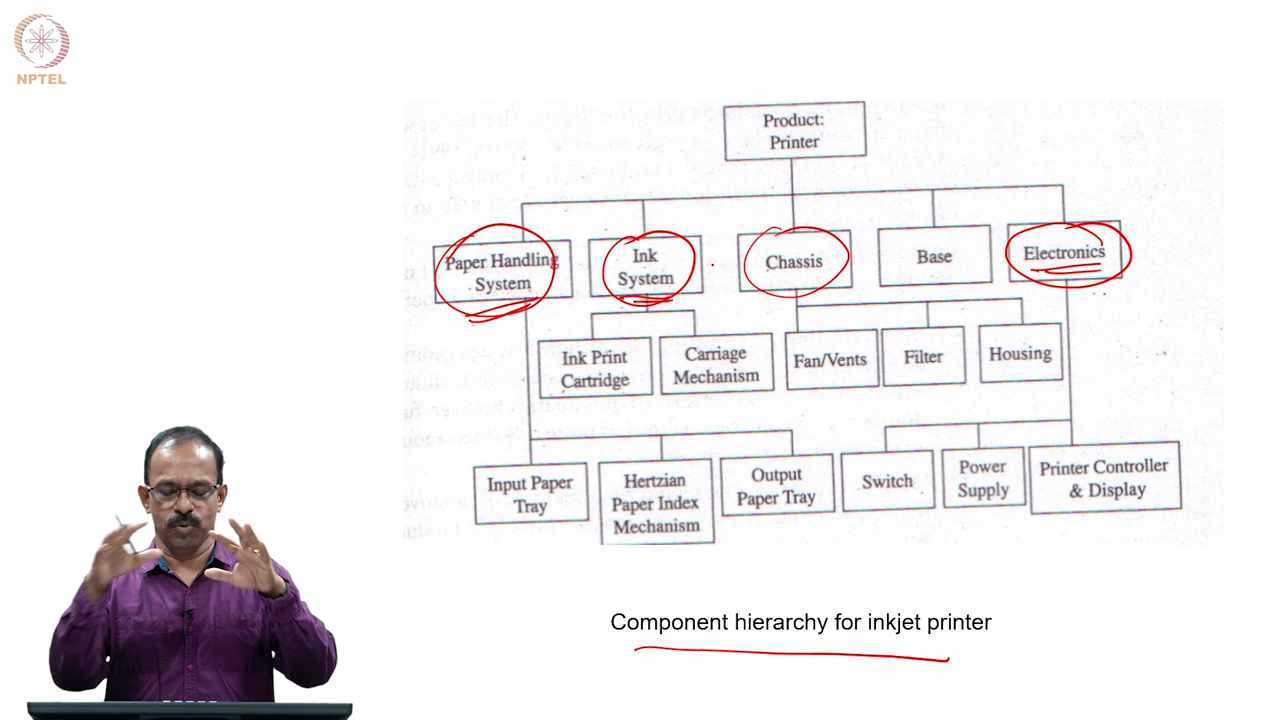 NPTEL
Product:
Printer
Paper Handling
System
Ink
System
Chassis
Base
Electronics
Ink Print
Cartridge
Carriage
Mechanism
Fan/Vents
Filter
Housing
Input Paper
Tray
Hertzian
Paper Index
Mechanism
Output
Paper Tray
Switch
Power
Supply
Printer Controller
& Display
Component hierarchy for inkjet printer